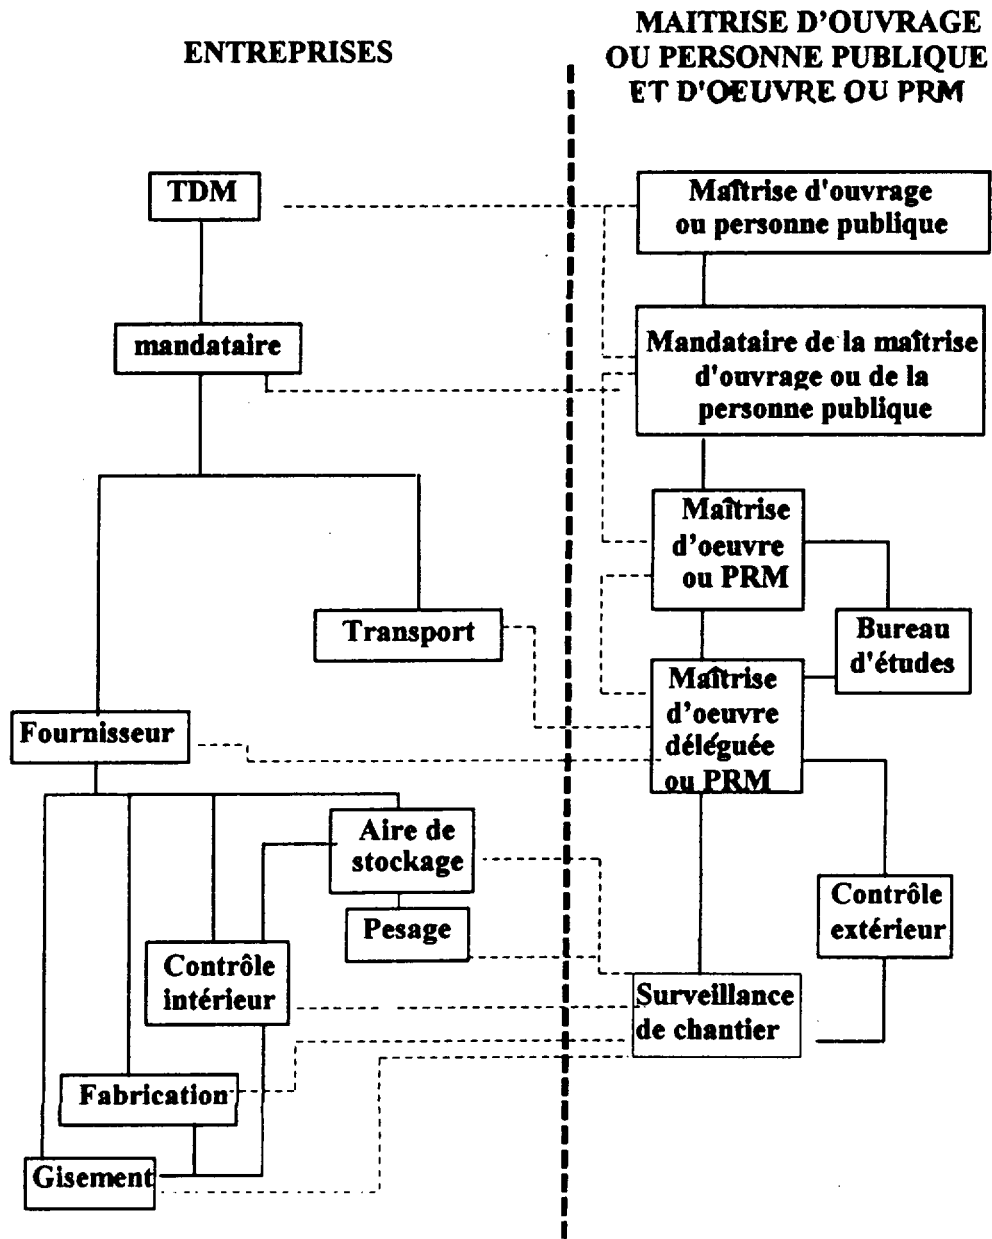 ENTREPRISES
MAITRISE D'OUVRAGE
OU PERSONNE PUBLIQUE
ET D'OEUVRE OU PRM
TDM
Maîtrise d'ouvrage
ou personne publique
mandataire
Mandataire de la maîtrise
d'ouvrage ou de la
personne publique
Maîtrise
d'oeuvre
ou PRM
Transport
Bureau
d'études
Fournisseur
Maîtrise
d'oeuvre
déléguée
ou PRM
Aire de
stockage
Pesage
Contrôle
extérieur
Contrôle
intérieur
Surveillance
de chantier
Fabrication
Gisement